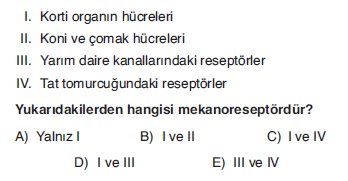 I. Korti organın hücreleri
II. Koni ve çomak hücreleri
III. Yarım daire kanallarındaki reseptörler
IV. Tat tomurcuğundaki reseptörler
Yukarıdakilerden hangisi mekanoreseptördür?
A) Yalnız I B) I ve II C) I ve IV
D) I ve III E) III ve IV